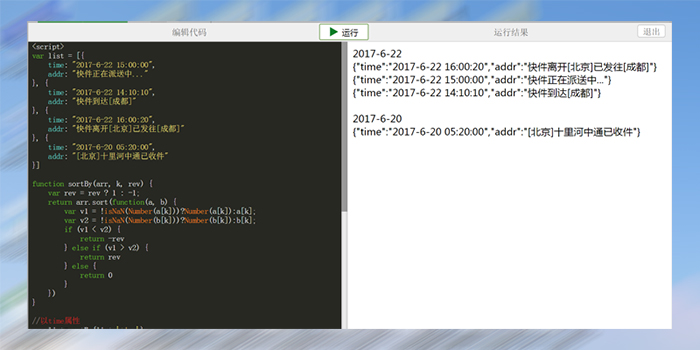 编辑代码
运行
运行结果
退出
<script>
var list = [{
time: "2017-6-22 15:00:00",
addr: "快件正在派送中..."
}, {
time: "2017-6-22 14:10:10",
addr: "快件到达[成都]"
}, {
time: "2017-6-22 16:00:20",
addr: "快件离开[北京]已发往[成都]"
}, {
time: "2017-6-20 05:20:00",
addr: "[北京]十里河中通已收件"
}]
function sortBy(arr, k, rev) {
var rev = rev ? 1 : -1;
return arr.sort(function(a, b) {
var v1 = !isNaN(Number(a[k]))?Number(a[k]):a[k];
var v2 = !isNaN(Number(b[k]))?Number(b[k]):b[k];
if (v1 < v2) {
return -rev
} else if (v1 > v2) {
return rev
} else {
return 0
}
})
}
//以time属性
2017-6-22
{"time":"2017-6-22 16:00:20","addr":"快件离开[北京]已发往[成都]"}
{"time":"2017-6-22 15:00:00","addr":"快件正在派送中..."}
{"time":"2017-6-22 14:10:10","addr":"快件到达[成都]"}
2017-6-20
{"time":"2017-6-20 05:20:00","addr":"[北京]十里河中通已收件"}